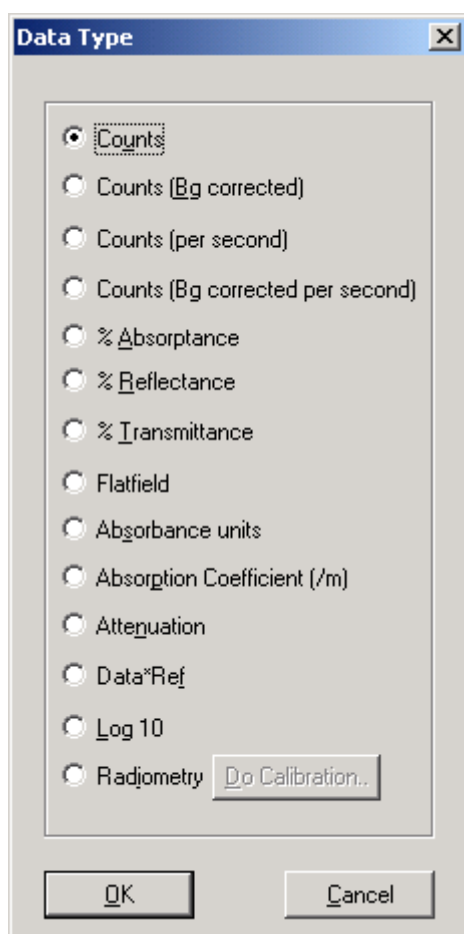 Data Type
Counts
Counts (Bg corrected)
Counts (per second)
Counts (Bg corrected per second)
% Absorptance
% Reflectance
% Transmittance
Flatfield
Absorbance units
Absorption Coefficient (/m)
Attenuation
Data*Ref
Log 10
Radiometry Do Calibration..
OK Cancel